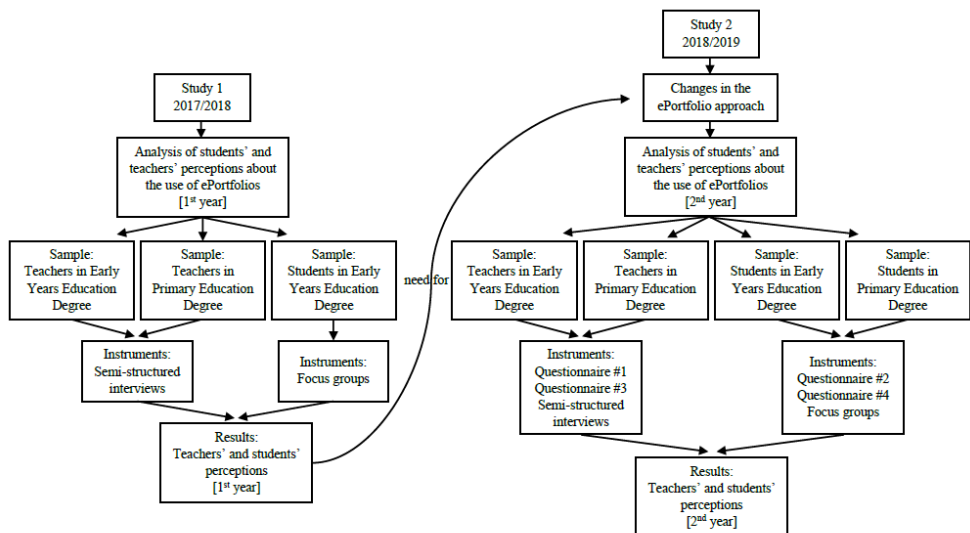 Study 1
2017/2018
Analysis of students’ and
teachers’ perceptions about
the use of ePortfolios
[1st year]
Sample:
Teachers in Early
Years Education
Degree
Sample:
Teachers in
Primary Education
Degree
Sample:
Students in Early
Years Education
Degree
Instruments:
Semi-structured
interviews
Instruments:
Focus groups
Results:
Teachers’ and students’
perceptions
[1st year]
need for
Study 2
2018/2019
Changes in the
ePortfolio approach
Analysis of students’ and
teachers’ perceptions about
the use of ePortfolios
[2nd year]
Sample:
Teachers in Early
Years Education
Degree
Sample:
Teachers in
Primary Education
Degree
Sample:
Students in Early
Years Education
Degree
Sample:
Students in
Primary Education
Degree
Instruments:
Questionnaire #1
Questionnaire #3
Semi-structured
interviews
Instruments:
Questionnaire #2
Questionnaire #4
Focus groups
Results:
Teachers’ and students’
perceptions
[2nd year]